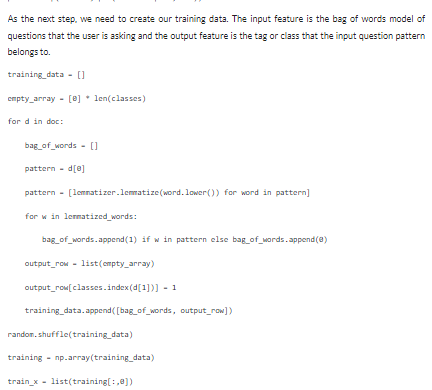 As the next step, we need to create our training data. The input feature is the bag of words model of
questions that the user is asking and the output feature is the tag or class that the input question pattern
belongs to.
training_data = []
empty_array = [0] * len(classes)
for d in doc:
bag_of_words = []
pattern = d[0]
pattern = [lemmatizer.lemmatize(word.lower()) for word in pattern]
for w in lemmatized_words:
bag_of_words.append(1) if w in pattern else bag_of_words.append(0)
output_row = list(empty_array)
output_row[classes.index(d[1])] = 1
training_data.append([bag_of_words, output_row])
random.shuffle(training_data)
training = np.array(training_data)
train_x = list(training[:,0])